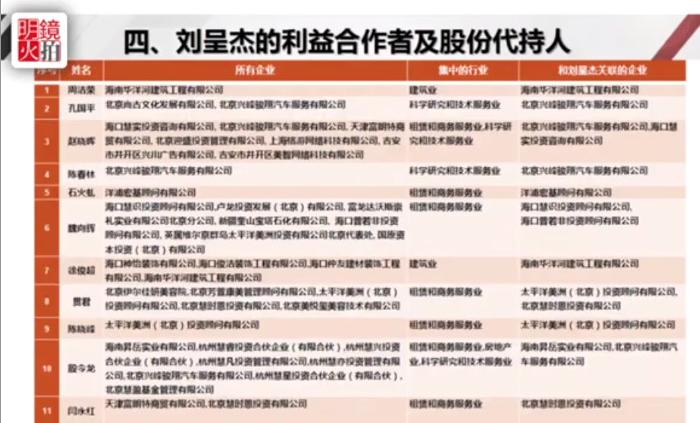 明鏡
火拍
四、刘呈杰的利益合作者及股份代持人
序号 姓名 所有企业 集中的行业 和刘呈杰关联的企业
1 周洁荣 海南华洋河建筑工程有限公司 建筑业 海南华洋河建筑工程有限公司
2 孔国平 北京尚古文化发展有限公司, 北京兴峰骏翔汽车服务有限公司 科学研究和技术服务业 北京兴峰骏翔汽车服务有限公司
3 赵晓辉 海口慧实投资咨询有限公司, 北京兴峰骏翔汽车服务有限公司, 天津富明特商 租赁和商务服务业,科学研 北京兴峰骏翔汽车服务有限公司,海口慧
贸有限公司, 北京迎盛投资管理有限公司, 上海悟游网络科技有限公司, 吉安 究和技术服务业 实投资咨询有限公司
市井开区兴川广告有限公司, 吉安市井开区美智网络科技有限公司
4 陈春林 北京兴峰骏翔汽车服务有限公司 科学研究和技术服务业 北京兴峰骏翔汽车服务有限公司
5 石火虬 洋浦宏基顾问有限公司 租赁和商务服务业 洋浦宏基顾问有限公司
6 魏向辉 海口慧识投资顾问有限公司,卢龙投资发展(北京)有限公司, 富龙达沃斯崇 租赁和商务服务业 海口慧识投资顾问有限公司,
礼实业有限公司北京分公司, 新疆奎山宝塔石化有限公司, 海口曾若非投资 海口曾若非投资顾问有限公司
顾问有限公司, 英属维尔京群岛太平洋美洲投资有限公司北京代表处, 国原资
本投资(北京)有限公司
7 徐俊超 海口神怡装饰有限公司,海口俊洁装饰工程有限公司,海口仲友建材装饰工程 建筑业 海南华洋河建筑工程有限公司
有限公司,海南华洋河建筑工程有限公司
8 贯君 北京伊尔佳妍美容院,北京芳萱康美管理顾问有限公司,太平洋美洲(北京) 租赁和商务服务业 太平洋美洲(北京)投资顾问有限公司,
投资顾问有限公司,北京慧时恩投资有限公司,北京美悦玺美容技术有限公司 北京慧时恩投资有限公司
9 陈晓峰 太平洋美洲(北京)投资顾问有限公司 租赁和商务服务业 太平洋美洲(北京)投资顾问有限公司
10 殷令龙 海南昇岳实业有限公司,杭州慧睿投资合伙企业(有限合伙),杭州慧兴投资 租赁和商务服务业,房地产 海南昇岳实业有限公司,北京兴峰骏翔汽
合伙企业(有限合伙),杭州慧凡投资管理有限公司,杭州慧亦投资管理有限 业,科学研究和技术服务业 车服务有限公司
公司,北京兴峰骏翔汽车服务有限公司,杭州慧星投资合伙企业(有限合伙),
北京慧盈基金管理有限公司
11 闫永红 天津富明特商贸有限公司,北京慧时恩投资有限公司 租赁和商务服务业 北京慧时恩投资有限公司